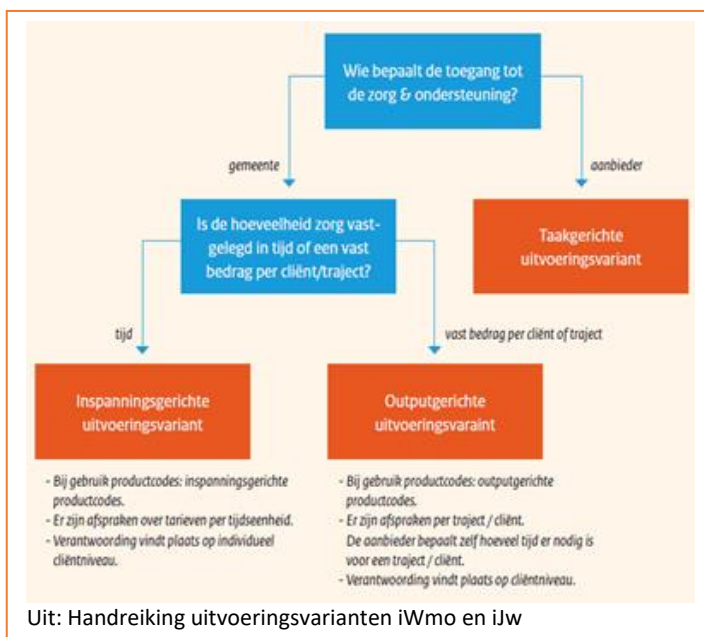 Wie bepaalt de toegang tot
de zorg & ondersteuning?
gemeente
aanbieder
Is de hoeveelheid zorg vast-
gelegd in tijd of een vast
bedrag per cliënt/traject?
Taakgerichte
uitvoeringsvariant
tijd
vast bedrag per cliënt of traject
Inspanningsgerichte
uitvoeringsvariant
Outputgerichte
uitvoeringsvaraint
- Bij gebruik productcodes: inspanningsgerichte
productcodes.
- Er zijn afspraken over tarieven per tijdseenheid.
- Verantwoording vindt plaats op individueel
cliëntniveau.
- Bij gebruik productcodes: outputgerichte
productcodes.
- Er zijn afspraken per traject / cliënt.
De aanbieder bepaalt zelf hoeveel tijd er nodig is
voor een traject / cliënt.
- Verantwoording vindt plaats op cliëntniveau.
Uit: Handreiking uitvoeringsvarianten iWmo en iJw